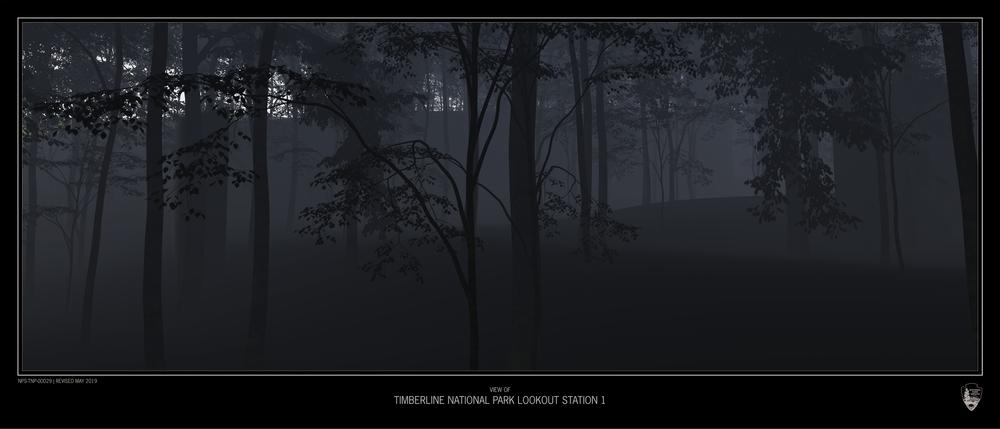 NPS-TNP-00029 | REVISED MAY 2019
VIEW OF
TIMBERLINE NATIONAL PARK LOOKOUT STATION 1